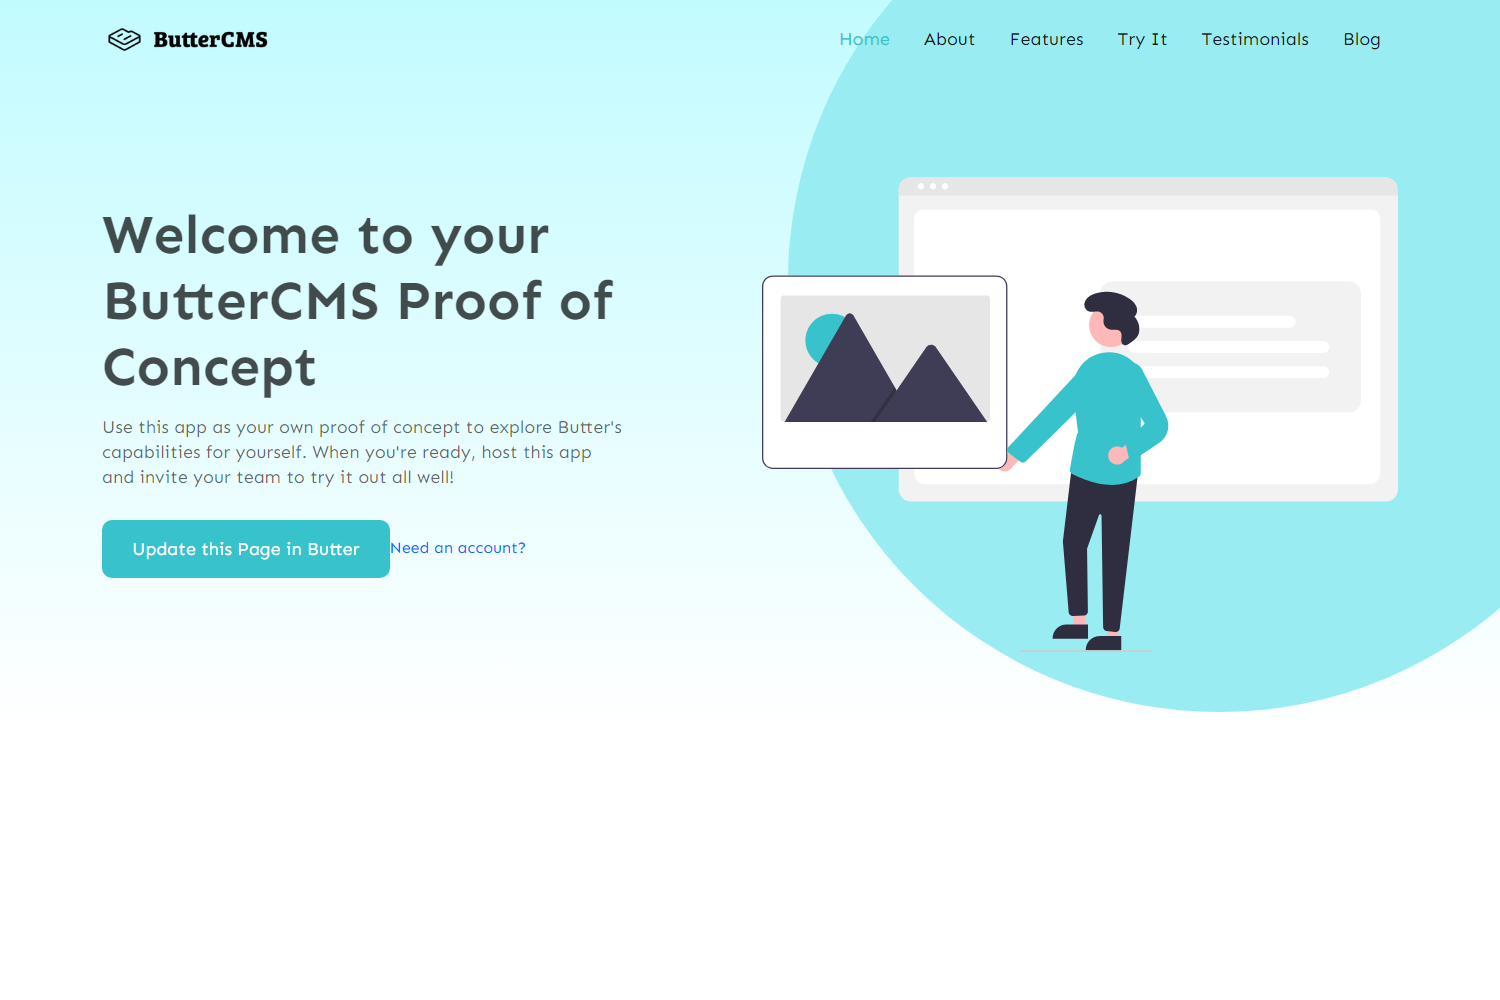 ButterCMS
Home About Features Try It Testimonials Blog
Welcome to your
ButterCMS Proof of
Concept
Use this app as your own proof of concept to explore Butter's
capabilities for yourself. When you're ready, host this app
and invite your team to try it out all well!
Update this Page in Butter
Need an account?